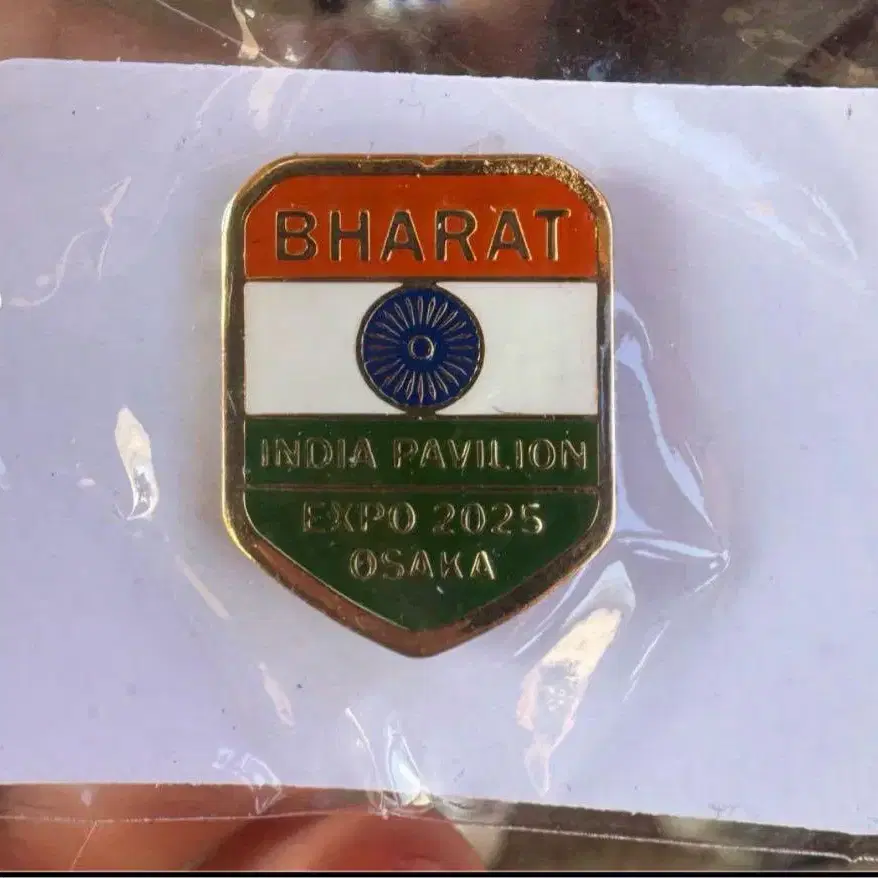 BHARAT
INDIA PAVILION
EXPO 2025
OSAKA